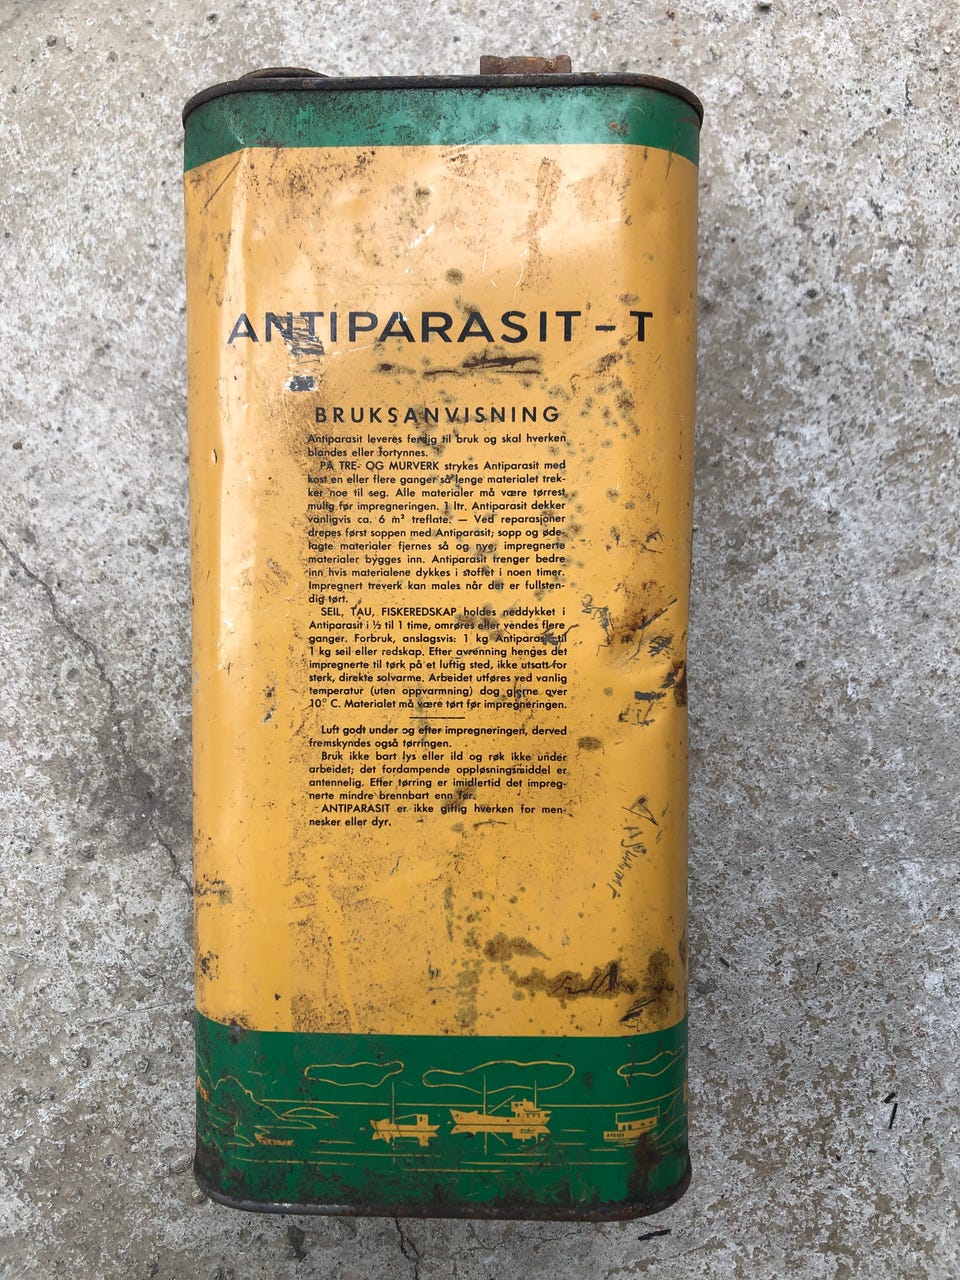 ANTIPARASIT-T
BRUKSANVISNING
Antiparasit leveres ferdig til bruk og skal hverken
blandes eller fortynnes.
PÅ TRE- OG MURVERK strykes Antiparasit med
kost en eller flere ganger så lenge materialet trek-
ker noe til seg. Alle materialer må være tørrest
mulig før impregneringen. 1 ltr. Antiparasit dekker
vanligvis ca. 6 m² treflate. — Ved reparasjoner
drepes først soppen med Antiparasit; sopp og øde-
lagte materialer fjernes så og nye, impregnerte
materialer bygges inn. Antiparasit trenger bedre
inn hvis materialene dykkes i stoffet i noen timer.
Impregnert treverk kan males når det er fullsten-
dig tørt.
SEIL, TAU, FISKEREDSKAP holdes neddykket i
Antiparasit i ½ til 1 time, omrøres eller vendes flere
ganger. Forbruk, anslagsvis: 1 kg Antiparasit til
1 kg seil eller redskap. Efter avrenning henges det
impregnerte til tørk på et luftig sted, ikke utsatt for
sterk, direkte solvarme. Arbeidet utføres ved vanlig
temperatur (uten oppvarmning) dog gjerne over
10° C. Materialet må være tørt før impregneringen.
Luft godt under og efter impregneringen, derved
fremskyndes også tørringen.
Bruk ikke bart lys eller ild og røk ikke under
arbeidet; det fordampende oppløsningsmiddel er
antennelig. Efter tørring er imidlertid det impreg-
nerte mindre brennbart enn før.
ANTIPARASIT er ikke giftig hverken for men-
nesker eller dyr.